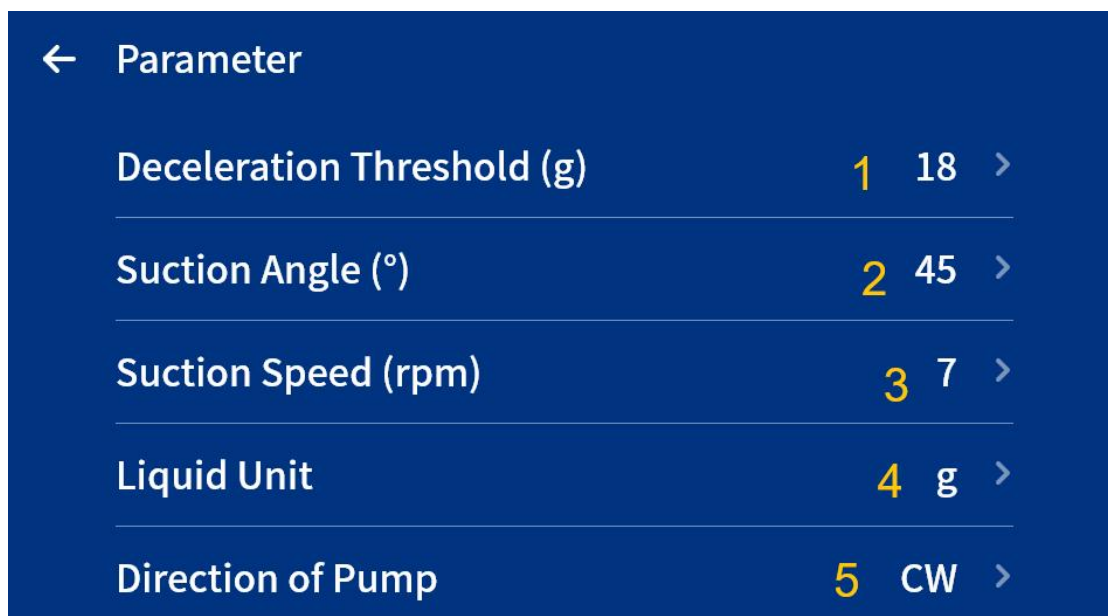 ← Parameter
Deceleration Threshold (g) 1 18 >
Suction Angle (°) 2 45 >
Suction Speed (rpm) 3 7 >
Liquid Unit 4 g >
Direction of Pump 5 CW >